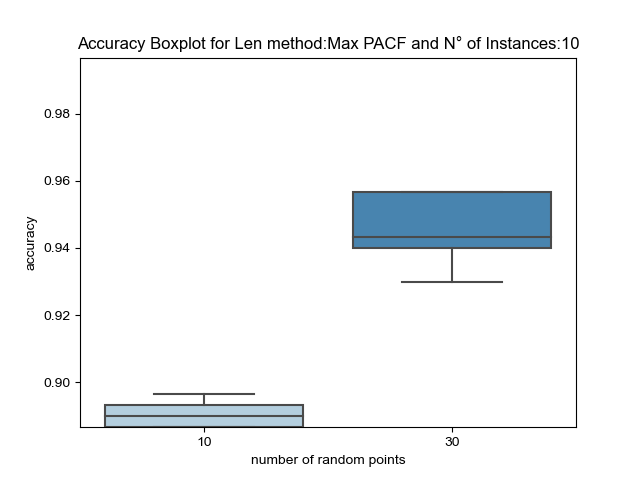 Accuracy Boxplot for Len method:Max PACF and N° of Instances:10
0.98
0.96
0.94
0.92
0.90
accuracy
10 30
number of random points